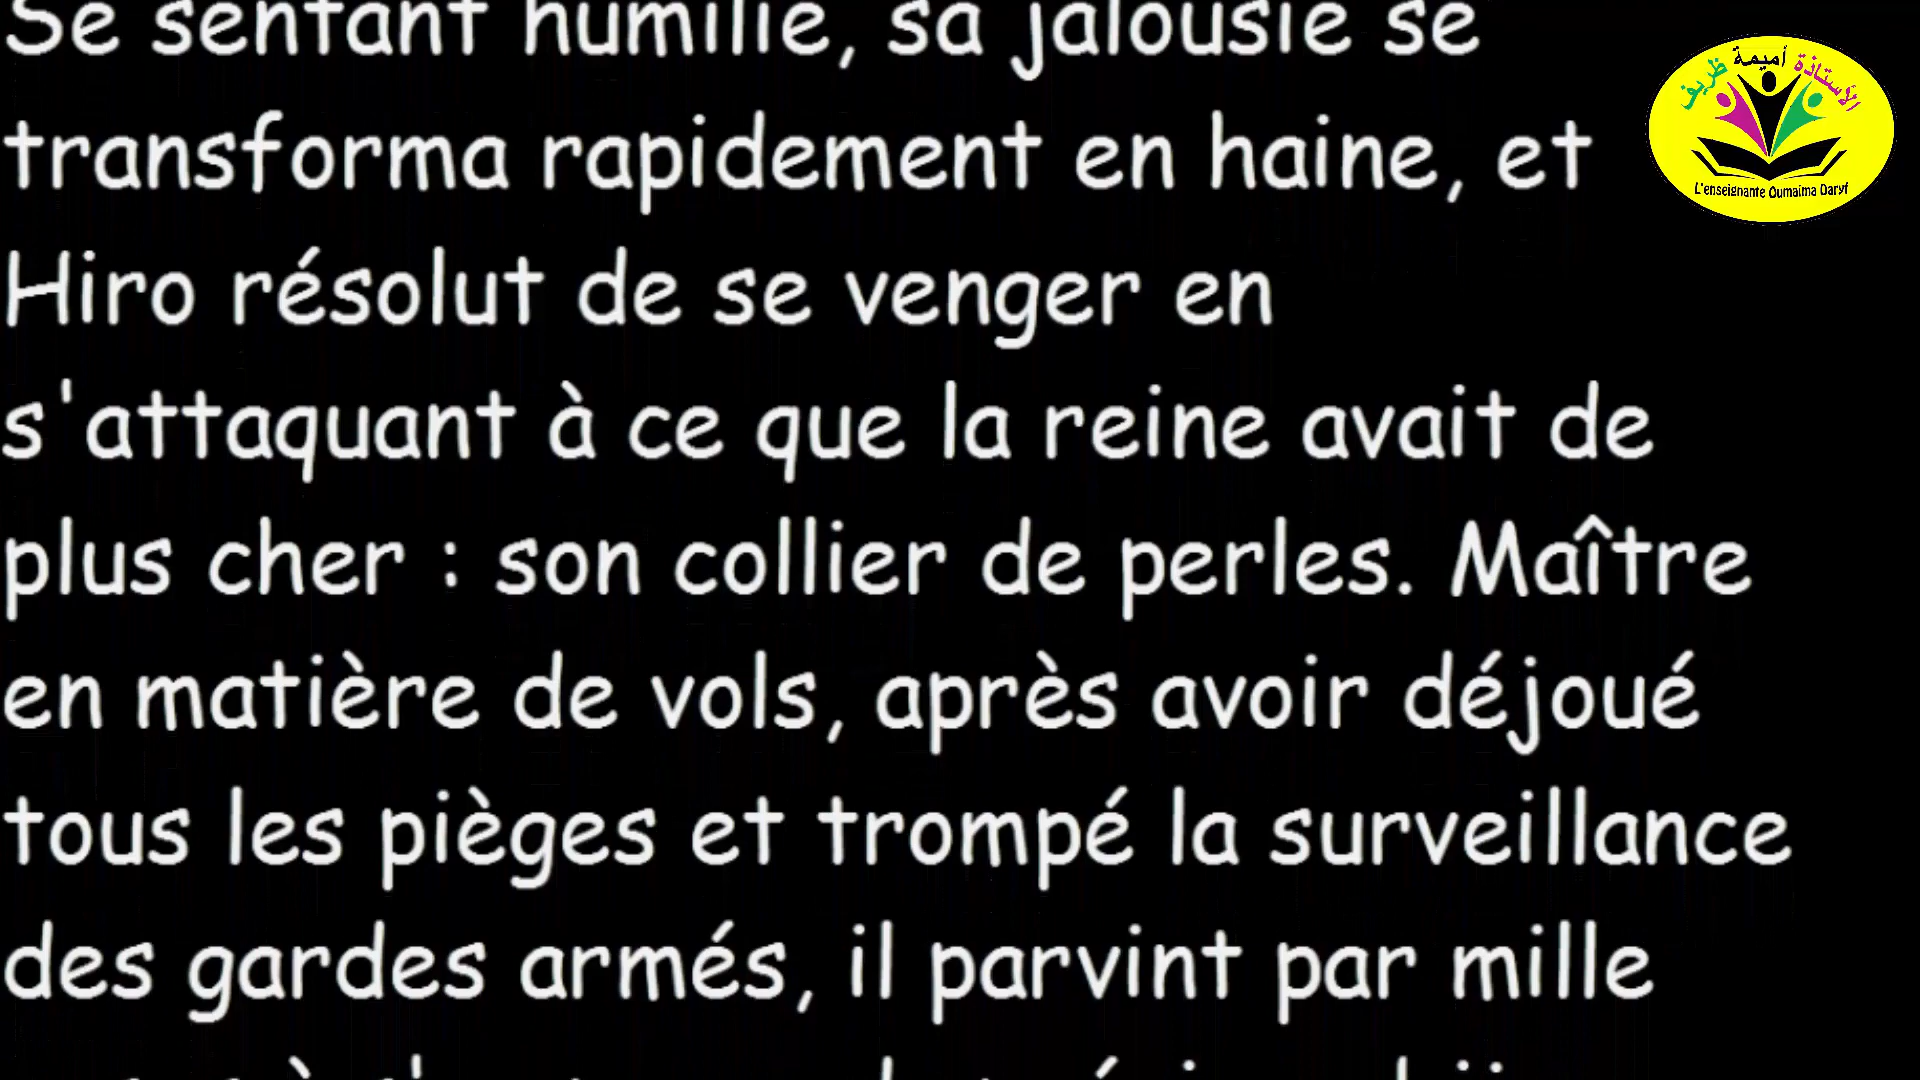 Se sentant humilié, sa jalousie se
transforma rapidement en haine, et
Hiro résolut de se venger en
s'attaquant à ce que la reine avait de
plus cher : son collier de perles. Maître
en matière de vols, après avoir déjoué
tous les pièges et trompé la surveillance
des gardes armés, il parvint par mille
الأستاذة أميمة ظريف
L'enseignante Oumaima Daryf